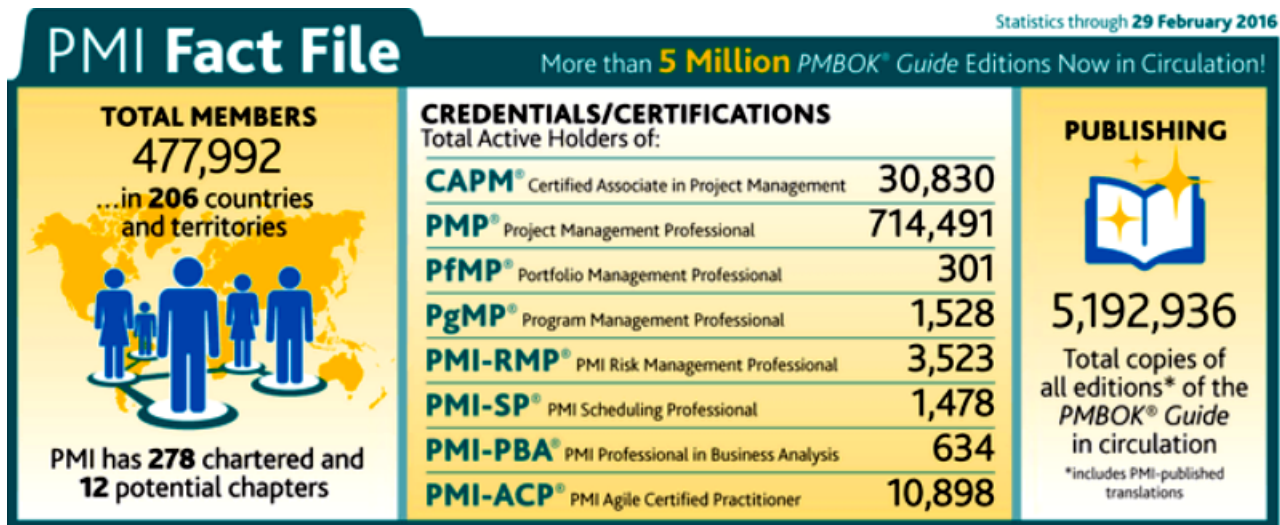 Statistics through 29 February 2016
PMI Fact File
More than 5 Million PMBOK® Guide Editions Now in Circulation!
TOTAL MEMBERS
477,992
...in 206 countries
and territories
PMI has 278 chartered and
12 potential chapters
CREDENTIALS/CERTIFICATIONS
Total Active Holders of:
CAPM® Certified Associate in Project Management 30,830
PMP® Project Management Professional 714,491
PfMP® Portfolio Management Professional 301
PgMP® Program Management Professional 1,528
PMI-RMP® PMI Risk Management Professional 3,523
PMI-SP® PMI Scheduling Professional 1,478
PMI-PBA® PMI Professional in Business Analysis 634
PMI-ACP® PMI Agile Certified Practitioner 10,898
PUBLISHING
5,192,936
Total copies of
all editions* of the
PMBOK® Guide
in circulation
*includes PMI-published
translations